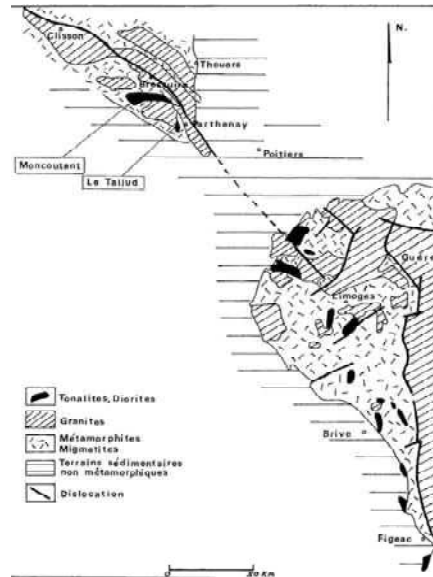 N.
Clisson
Thouars
Bressuire
Parthenay
Moncoutant
Le Tallud
Poitiers
Guéret
Limoges
Tonalites, Diorites
Granites
Métamorphites
Migmatites
Terrains sédimentaires
non métamorphiques
Dislocation
Brive
Figeac
0